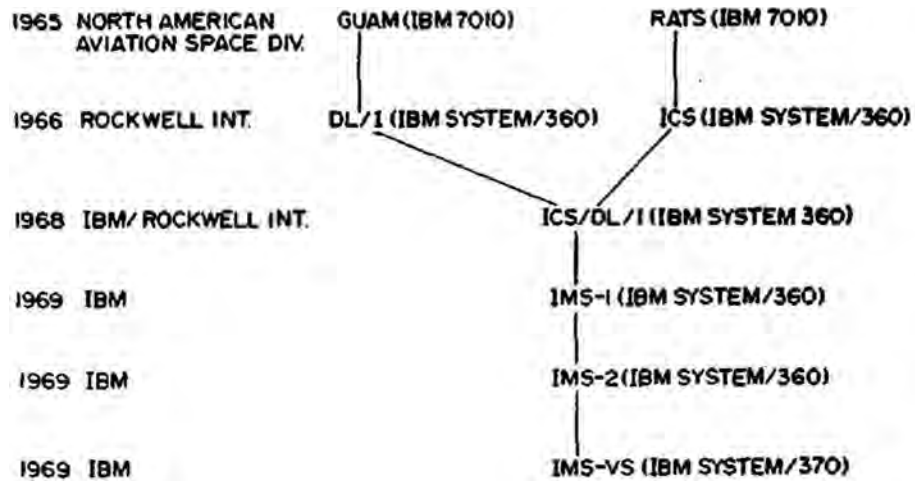 1965 NORTH AMERICAN AVIATION SPACE DIV. GUAM (IBM 7010) RATS (IBM 7010)
1966 ROCKWELL INT. DL/I (IBM SYSTEM/360) ICS (IBM SYSTEM/360)
1968 IBM/ROCKWELL INT. ICS/DL/I (IBM SYSTEM 360)
1969 IBM IMS-1 (IBM SYSTEM/360)
1969 IBM IMS-2 (IBM SYSTEM/360)
1969 IBM IMS-VS (IBM SYSTEM/370)